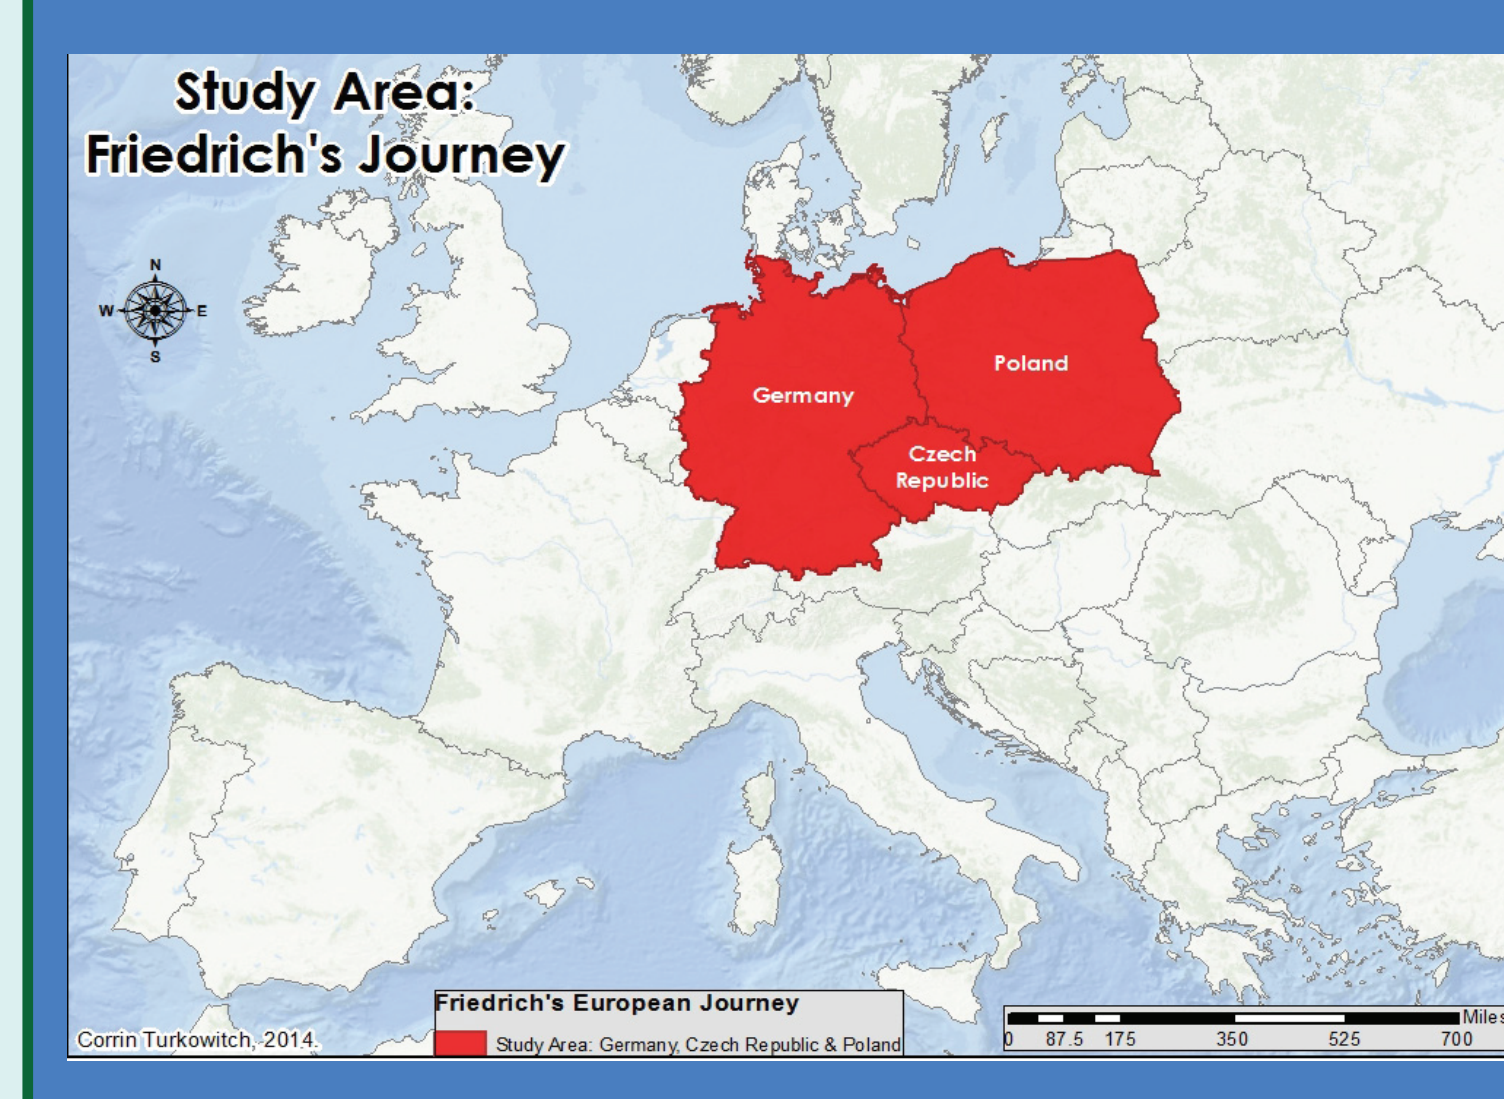 Study Area:
Friedrich's Journey
N
W E
S
Germany
Poland
Czech
Republic
Friedrich's European Journey
Study Area: Germany, Czech Republic & Poland
Corrin Turkowitch, 2014.
Miles
0 87.5 175 350 525 700